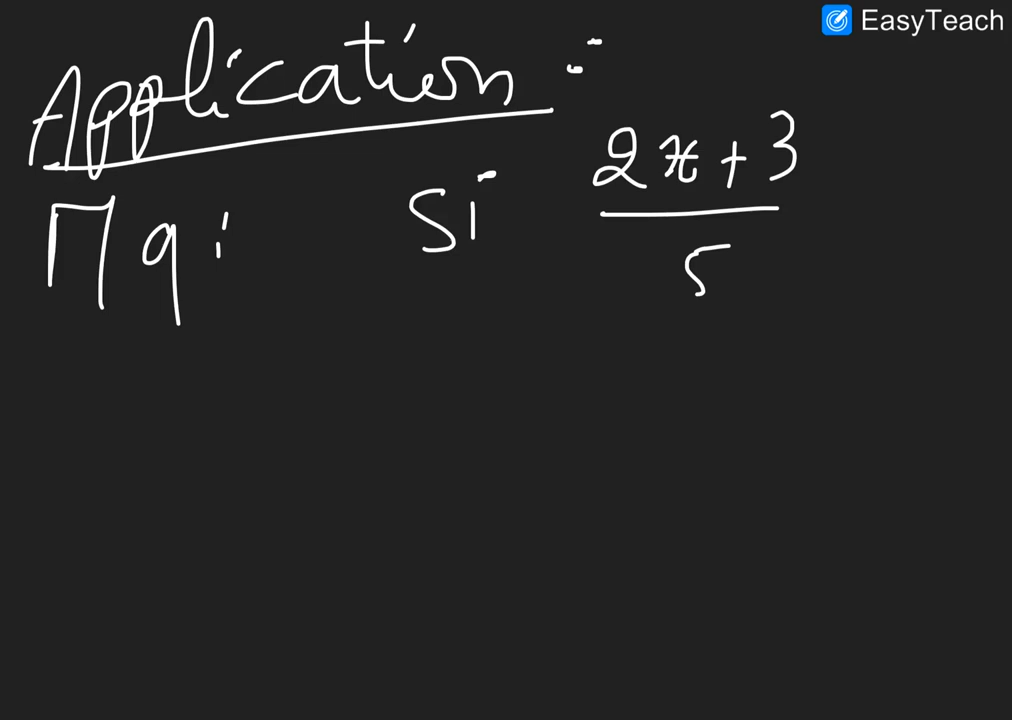 EasyTeach
Application :
Mq : Si 2x + 3 / 5